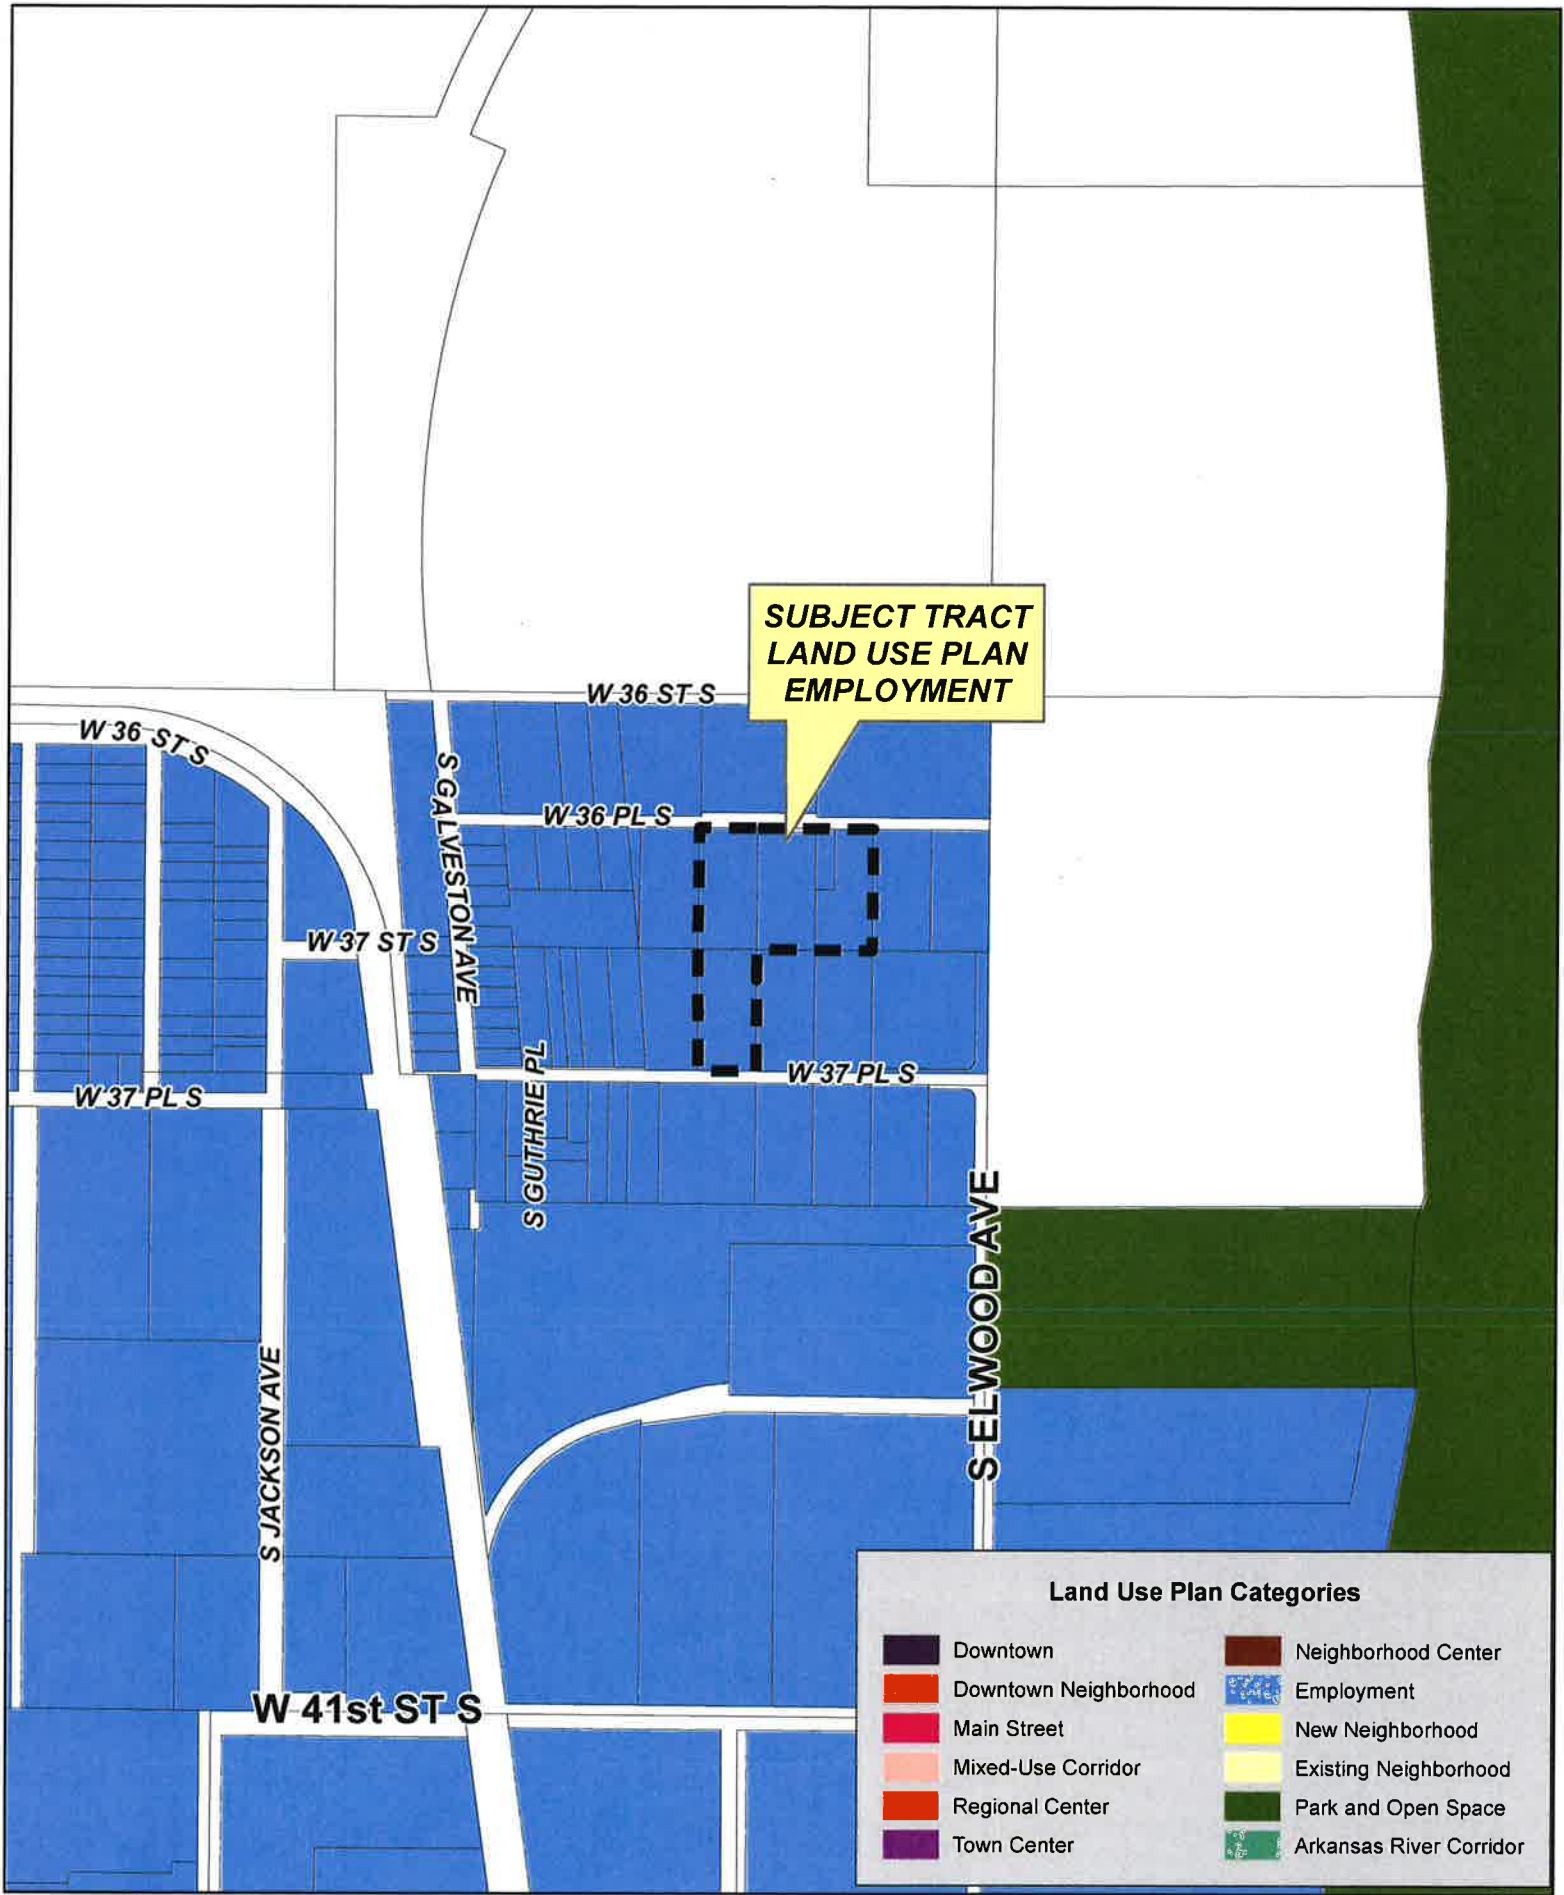 SUBJECT TRACT
LAND USE PLAN
EMPLOYMENT
W 36 ST S
W 36 ST S
S GALVESTON AVE
W 36 PL S
W 37 ST S
W 37 PL S
W 37 PL S
S GUTHRIE PL
S ELWOOD AVE
S JACKSON AVE
W 41st ST S
Land Use Plan Categories
Downtown
Downtown Neighborhood
Main Street
Mixed-Use Corridor
Regional Center
Town Center
Neighborhood Center
Employment
New Neighborhood
Existing Neighborhood
Park and Open Space
Arkansas River Corridor